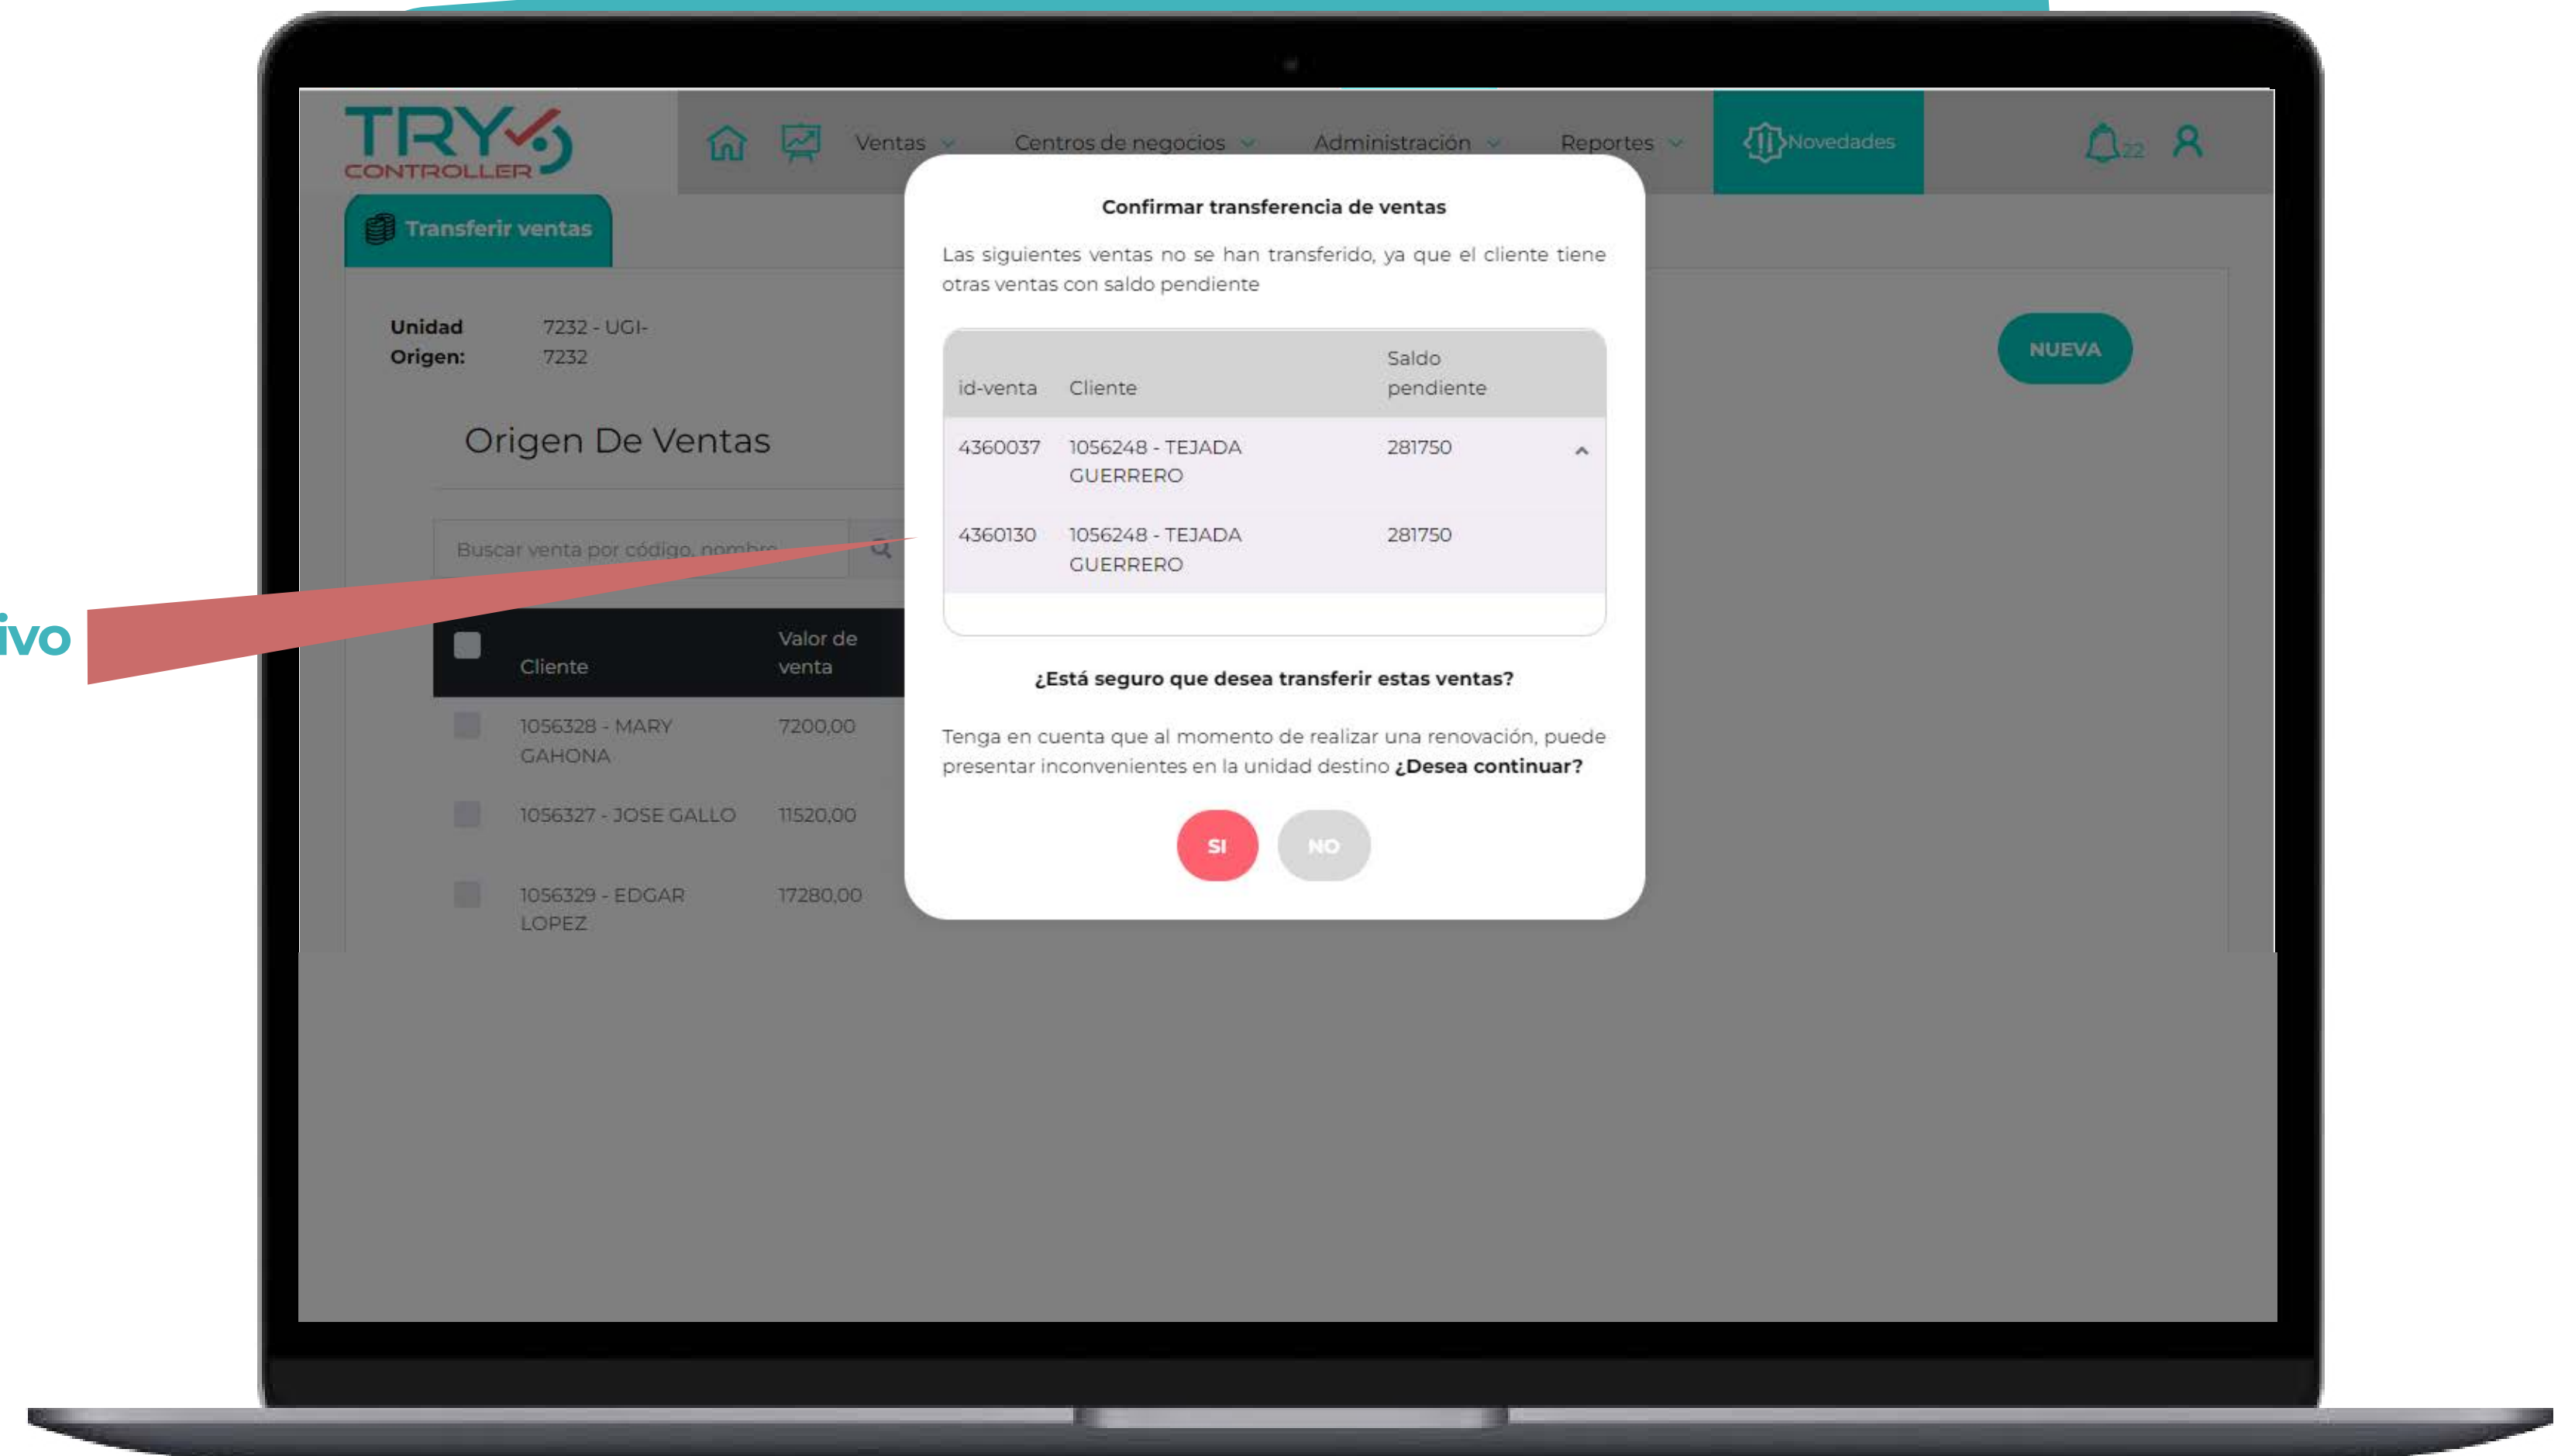 TRY
CONTROLLER
Ventas
Centros de negocios
Administración
Reportes
Novedades
22
Transferir ventas
Unidad
Origen:
7232 - UGI-
7232
NUEVA
Origen De Ventas
Buscar venta por código, nombre
ivo
Cliente
Valor de
venta
1056328 - MARY
GAHONA
7200,00
1056327 - JOSE GALLO
11520,00
1056329 - EDGAR
LOPEZ
17280,00
Confirmar transferencia de ventas
Las siguientes ventas no se han transferido, ya que el cliente tiene
otras ventas con saldo pendiente
id-venta
Cliente
Saldo
pendiente
4360037
1056248 - TEJADA
GUERRERO
281750
4360130
1056248 - TEJADA
GUERRERO
281750
¿Está seguro que desea transferir estas ventas?
Tenga en cuenta que al momento de realizar una renovación, puede
presentar inconvenientes en la unidad destino ¿Desea continuar?
SI
NO